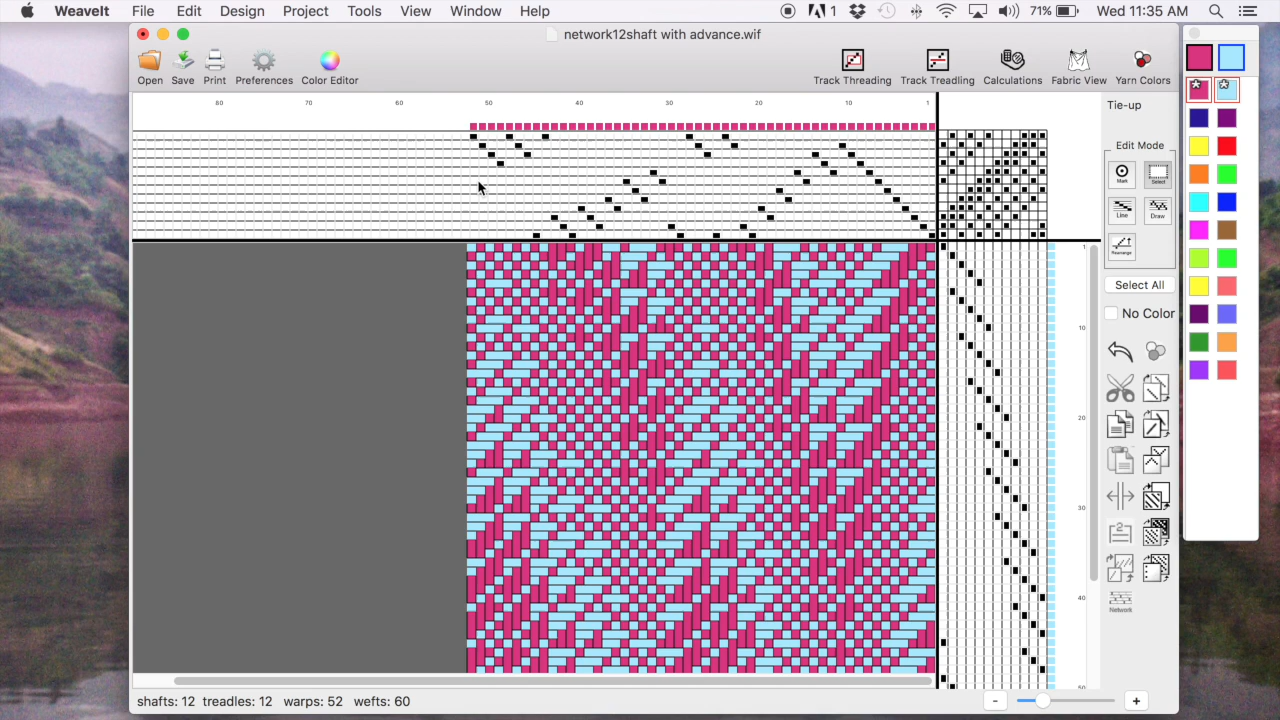 WeaveIt File Edit Design Project Tools View Window Help 1 71% Wed 11:35 AM
network12shaft with advance.wif
Open Save Print Preferences Color Editor Track Threading Track Treadling Calculations Fabric View Yarn Colors
80 70 60 50 40 30 20 10 1
Tie-up
Edit Mode
Main Select
Line Draw
Rearrange
1
Select All
No Color
10
20
30
2
40
Network
50
shafts: 12 treadles: 12 warps: 52 wefts: 60 - +